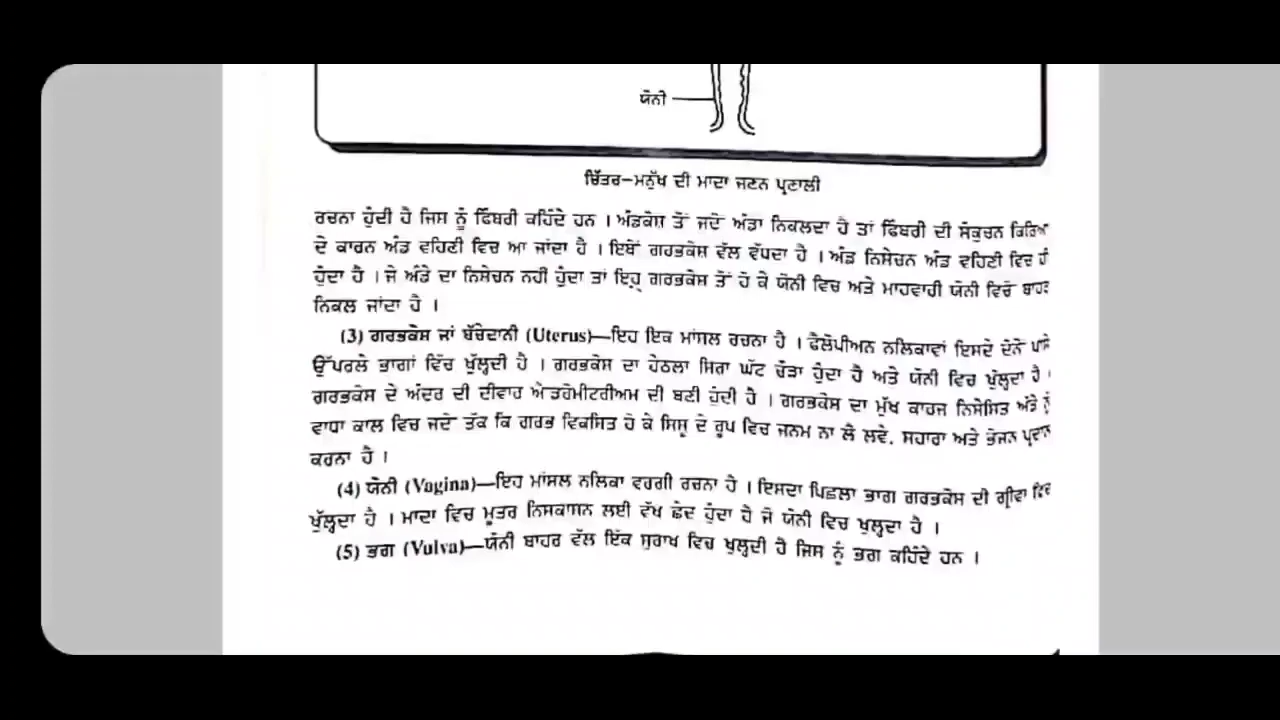 ਯੋਨੀ
ਚਿੱਤਰ–ਮਨੁੱਖ ਦੀ ਮਾਦਾ ਜਣਨ ਪ੍ਰਣਾਲੀ
ਰਚਨਾ ਹੁੰਦੀ ਹੈ ਜਿਸ ਨੂੰ ਫਿੰਬਰੀ ਕਹਿੰਦੇ ਹਨ । ਅੰਡਕੋਸ਼ ਤੋਂ ਜਦੋਂ ਅੰਡਾ ਨਿਕਲਦਾ ਹੈ ਤਾਂ ਫਿੰਬਰੀ ਦੀ ਸੰਕੁਚਨ ਕਿਰਿਆ
ਦੇ ਕਾਰਨ ਅੰਡ ਵਹਿਣੀ ਵਿਚ ਆ ਜਾਂਦਾ ਹੈ । ਇਥੋਂ ਗਰਭਕੋਸ਼ ਵੱਲ ਵੱਧਦਾ ਹੈ । ਅੰਡ ਨਿਸੇਚਨ ਅੰਡ ਵਹਿਣੀ ਵਿਚ ਹੀ
ਹੁੰਦਾ ਹੈ । ਜੇ ਅੰਡੇ ਦਾ ਨਿਸੇਚਨ ਨਹੀਂ ਹੁੰਦਾ ਤਾਂ ਇਹ ਗਰਭਕੋਸ਼ ਤੋਂ ਹੋ ਕੇ ਯੋਨੀ ਵਿਚ ਅਤੇ ਮਾਹਵਾਰੀ ਯੋਨੀ ਵਿਚੋਂ ਬਾਹਰ
ਨਿਕਲ ਜਾਂਦਾ ਹੈ ।
(3) ਗਰਭਕੋਸ਼ ਜਾਂ ਬੱਚੇਦਾਨੀ (Uterus)—ਇਹ ਇਕ ਮਾਂਸਲ ਰਚਨਾ ਹੈ । ਫੈਲੋਪੀਅਨ ਨਲਿਕਾਵਾਂ ਇਸਦੇ ਦੋਨੋਂ ਪਾਸੇ
ਉੱਪਰਲੇ ਭਾਗਾਂ ਵਿੱਚ ਖੁੱਲ੍ਹਦੀ ਹੈ । ਗਰਭਕੋਸ਼ ਦਾ ਹੇਠਲਾ ਸਿਰਾ ਘੱਟ ਚੌੜਾ ਹੁੰਦਾ ਹੈ ਅਤੇ ਯੋਨੀ ਵਿਚ ਖੁੱਲ੍ਹਦਾ ਹੈ ।
ਗਰਭਕੋਸ਼ ਦੇ ਅੰਦਰ ਦੀ ਦੀਵਾਰ ਐਂਡਰੋਮੀਟਰੀਅਮ ਦੀ ਬਣੀ ਹੁੰਦੀ ਹੈ । ਗਰਭਕੋਸ਼ ਦਾ ਮੁੱਖ ਕਾਰਜ ਨਿਸੇਸ਼ਿਤ ਅੰਡੇ ਨੂੰ
ਵਾਧਾ ਕਾਲ ਵਿਚ ਜਦੋਂ ਤੱਕ ਕਿ ਗਰਭ ਵਿਕਸਿਤ ਹੋ ਕੇ ਸਿਸੂ ਦੇ ਰੂਪ ਵਿਚ ਜਨਮ ਨਾ ਲੈ ਲਵੇ, ਸਹਾਰਾ ਅਤੇ ਭੋਜਨ ਪ੍ਰਦਾਨ
ਕਰਨਾ ਹੈ ।
(4) ਯੋਨੀ (Vagina)—ਇਹ ਮਾਂਸਲ ਨਲਿਕਾ ਵਰਗੀ ਰਚਨਾ ਹੈ । ਇਸਦਾ ਪਿਛਲਾ ਭਾਗ ਗਰਭਕੋਸ਼ ਦੀ ਗ੍ਰੀਵਾ ਵਿਚ
ਖੁੱਲ੍ਹਦਾ ਹੈ । ਮਾਦਾ ਵਿਚ ਮੂਤਰ ਨਿਸਕਾਸਨ ਲਈ ਵੱਖ ਛੇਦ ਹੁੰਦਾ ਹੈ ਜੋ ਯੋਨੀ ਵਿਚ ਖੁੱਲ੍ਹਦਾ ਹੈ ।
(5) ਭਗ (Vulva)—ਯੋਨੀ ਬਾਹਰ ਵੱਲ ਇੱਕ ਸੁਰਾਖ ਵਿਚ ਖੁੱਲ੍ਹਦੀ ਹੈ ਜਿਸ ਨੂੰ ਭਗ ਕਹਿੰਦੇ ਹਨ ।